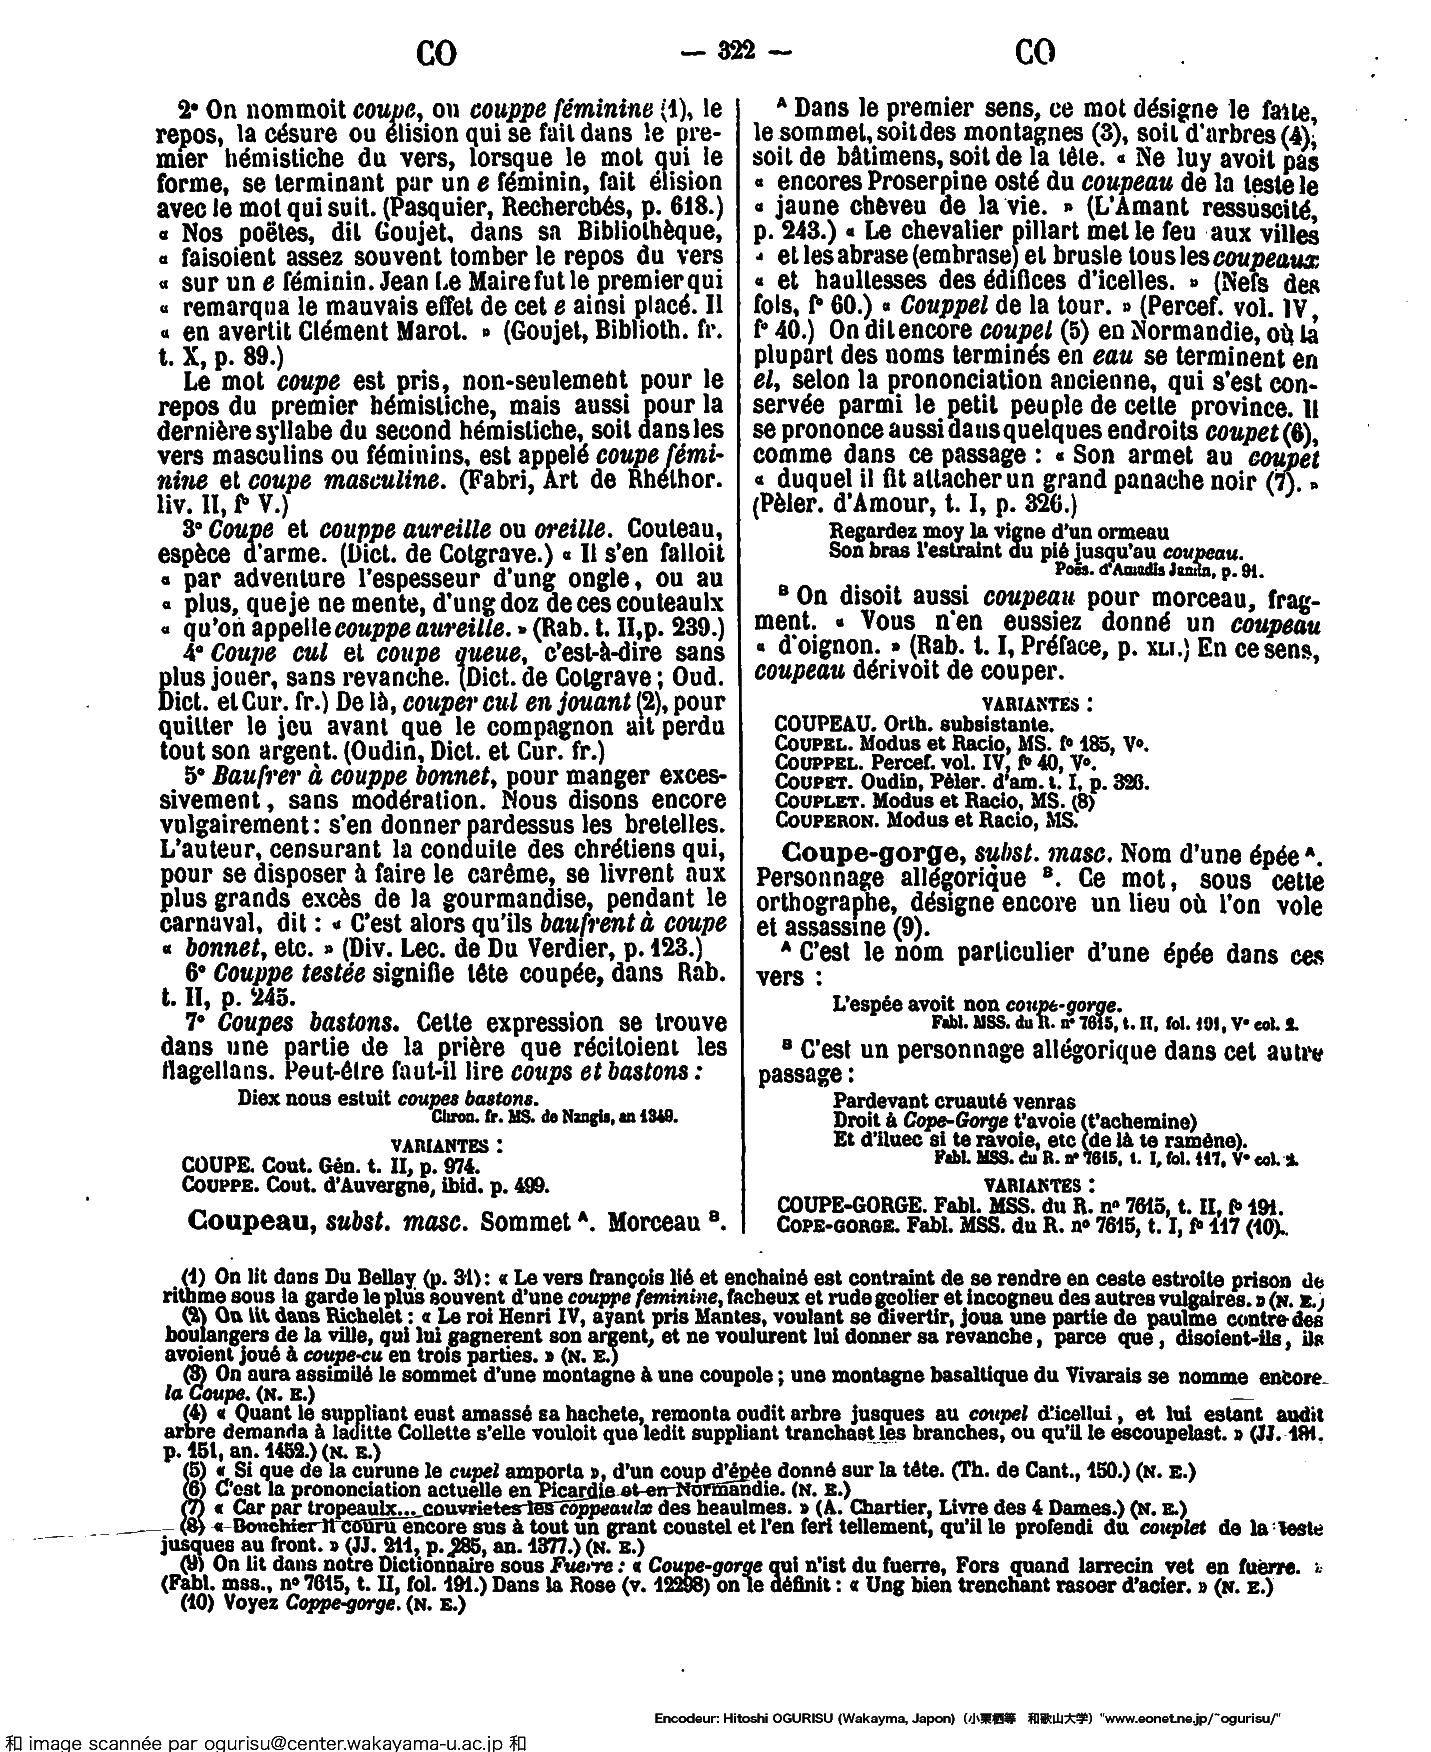 CO — 322 — CO
2° On nommoit coupe, ou couppe féminine (1), le
repos, la césure ou élision qui se fait dans le pre-
mier hémistiche du vers, lorsque le mot qui le
forme, se terminant par un e féminin, fait élision
avec le mot qui suit. (Pasquier, Recherchés, p. 618.)
« Nos poëtes, dit Goujet, dans sa Bibliothèque,
« faisoient assez souvent tomber le repos du vers
« sur un e féminin. Jean Le Maire fut le premier qui
« remarqua le mauvais effet de cet e ainsi placé. Il
« en avertit Clément Marot. » (Goujet, Biblioth. fr.
t. X, p. 89.)
Le mot coupe est pris, non-seulement pour le
repos du premier hémistiche, mais aussi pour la
dernière syllabe du second hémistiche, soit dans les
vers masculins ou féminins, est appelé coupe fémi-
nine et coupe masculine. (Fabri, Art de Rhéthor.
liv. II, f° V.)
3° Coupe et couppe aureille ou oreille. Couteau,
espèce d'arme. (Dict. de Cotgrave.) « Il s'en falloit
« par adventure l'espesseur d'ung ongle, ou au
« plus, que je ne mente, d'ung doz de ces couteaulx
« qu'on appelle couppe aureille. » (Rab. t. II, p. 239.)
4° Coupe cul et coupe queue, c'est-à-dire sans
plus jouer, sans revanche. (Dict. de Cotgrave; Oud.
Dict. et Cur. fr.) De là, couper cul en jouant (2), pour
quitter le jeu avant que le compagnon ait perdu
tout son argent. (Oudin, Dict. et Cur. fr.)
5° Baufrer à couppe bonnet, pour manger exces-
sivement, sans modération. Nous disons encore
vulgairement: s'en donner pardessus les bretelles.
L'auteur, censurant la conduite des chrétiens qui,
pour se disposer à faire le carême, se livrent aux
plus grands excès de la gourmandise, pendant le
carnaval, dit : « C'est alors qu'ils baufrent à coupe
« bonnet, etc. » (Div. Lec. de Du Verdier, p. 123.)
6° Couppe testée signifie tête coupée, dans Rab.
t. II, p. 245.
7° Coupes bastons. Cette expression se trouve
dans une partie de la prière que récitoient les
flagellans. Peut-être faut-il lire coups et bastons :
Diex nous estuit coupes bastons.
Chron. fr. MS. de Nangis, an 1349.
VARIANTES :
COUPE. Cout. Gén. t. II, p. 974.
COUPPE. Cout. d'Auvergne, ibid. p. 499.
Coupeau, subst. masc. Sommet A. Morceau B.
A Dans le premier sens, ce mot désigne le faîte,
le sommet, soit des montagnes (3), soit d'arbres (4);
soit de bâtimens, soit de la tête. « Ne luy avoit pas
« encores Proserpine osté du coupeau de la teste le
« jaune cheveu de la vie. » (L'Amant ressuscité,
p. 243.) « Le chevalier pillart met le feu aux villes
« et les abrase (embrase) et brusle tous les coupeaux
« et haultesses des édifices d'icelles. » (Nefs des
fols, f° 60.) « Couppel de la tour. » (Percef. vol. IV,
f° 40.) On dit encore coupel (5) en Normandie, où la
plupart des noms terminés en eau se terminent en
el, selon la prononciation ancienne, qui s'est con-
servée parmi le petit peuple de cette province. Il
se prononce aussi dans quelques endroits coupet (6),
comme dans ce passage : « Son armet au coupet
« duquel il fit attacher un grand panache noir (7). »
(Pèler. d'Amour, t. I, p. 326.)
Regardez moy la vigne d'un ormeau
Son bras l'estraint du pié jusqu'au coupeau.
Poës. d'Amadis Jamin, p. 91.
B On disoit aussi coupeau pour morceau, frag-
ment. « Vous n'en eussiez donné un coupeau
« d'oignon. » (Rab. t. I, Préface, p. XLI.) En ce sens,
coupeau dérivoit de couper.
VARIANTES :
COUPEAU. Orth. subsistante.
COUPEL. Modus et Racio, MS. f° 185, V°.
COUPPEL. Percef. vol. IV, f° 40, V°.
COUPET. Oudin, Pèler. d'am. t. I, p. 326.
COUPLET. Modus et Racio, MS. (8)
COUPERON. Modus et Racio, MS.
Coupe-gorge, subst. masc. Nom d'une épée A.
Personnage allégorique B. Ce mot, sous cette
orthographe, désigne encore un lieu où l'on vole
et assassine (9).
A C'est le nom particulier d'une épée dans ces
vers :
L'espée avoit non coupe-gorge.
Fabl. MSS. du R. n° 7615, t. II, fol. 191, V° col. 2.
B C'est un personnage allégorique dans cet autre
passage :
Pardevant cruauté venras
Droit à Cope-Gorge t'avoie (t'achemine)
Et d'iluec si te ravoie, etc (de là te ramène).
Fabl. MSS. du R. n° 7615, t. I, fol. 117, V° col. 2.
VARIANTES :
COUPE-GORGE. Fabl. MSS. du R. n° 7615, t. II, f° 191.
COPE-GORGE. Fabl. MSS. du R. n° 7615, t. I, f° 117 (10).
(1) On lit dans Du Bellay (p. 31) : « Le vers françois lié et enchainé est contraint de se rendre en ceste estroite prison de
rithme sous la garde le plus souvent d'une couppe feminine, facheux et rude geolier et incogneu des autres vulgaires. » (N. E.)
(2) On lit dans Richelet : « Le roi Henri IV, ayant pris Mantes, voulant se divertir, joua une partie de paulme contre des
boulangers de la ville, qui lui gagnerent son argent, et ne voulurent lui donner sa revanche, parce que, disoient-ils, ils
avoient joué à coupe-cu en trois parties. » (N. E.)
(3) On aura assimilé le sommet d'une montagne à une coupole ; une montagne basaltique du Vivarais se nomme encore
la Coupe. (N. E.)
(4) « Quant le suppliant eust amassé sa hachete, remonta oudit arbre jusques au coupel d'icellui, et lui estant audit
arbre demanda à laditte Collette s'elle vouloit que ledit suppliant tranchast les branches, ou qu'il le escoupelast. » (JJ. 181.
p. 151, an. 1452.) (N. E.)
(5) « Si que de la curune le cupel amporta », d'un coup d'épée donné sur la tête. (Th. de Cant., 150.) (N. E.)
(6) C'est la prononciation actuelle en Picardie et en Normandie. (N. E.)
(7) « Car par tropeaulx... couvrietes les coppeaulx des heaulmes. » (A. Chartier, Livre des 4 Dames.) (N. E.)
(8) « Bouchier li couru encore sus à tout un grant coustel et l'en feri tellement, qu'il le profendi du couplet de la teste
jusques au front. » (JJ. 211, p. 285, an. 1377.) (N. E.)
(9) On lit dans notre Dictionnaire sous Fuerre : « Coupe-gorge qui n'ist du fuerre, Fors quand larrecin vet en fuerre. »
(Fabl. mss., n° 7615, t. II, fol. 191.) Dans la Rose (v. 12298) on le définit : « Ung bien trenchant rasoer d'acier. » (N. E.)
(10) Voyez Coppe-gorge. (N. E.)
Encodeur: Hitoshi OGURISU (Wakayma, Japon) (小栗栖等 和歌山大学) "www.eonet.ne.jp/~ogurisu/"
和 image scannée par ogurisu@center.wakayama-u.ac.jp 和